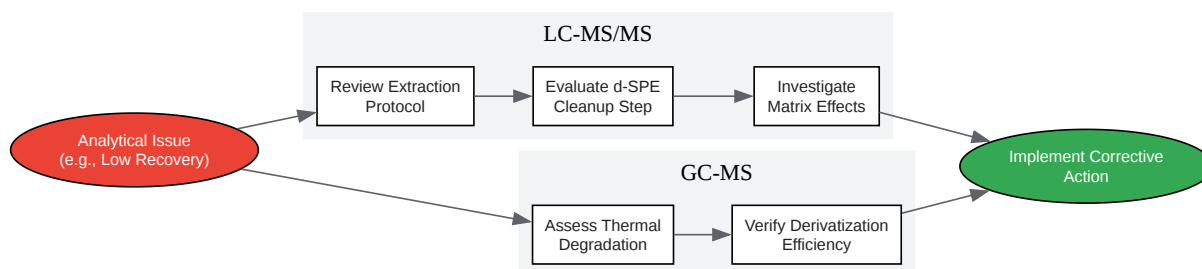 LC-MS/MS
Review Extraction
Protocol
Evaluate d-SPE
Cleanup Step
Investigate
Matrix Effects
Analytical Issue
(e.g., Low Recovery)
Implement Corrective
Action
GC-MS
Assess Thermal
Degradation
Verify Derivatization
Efficiency